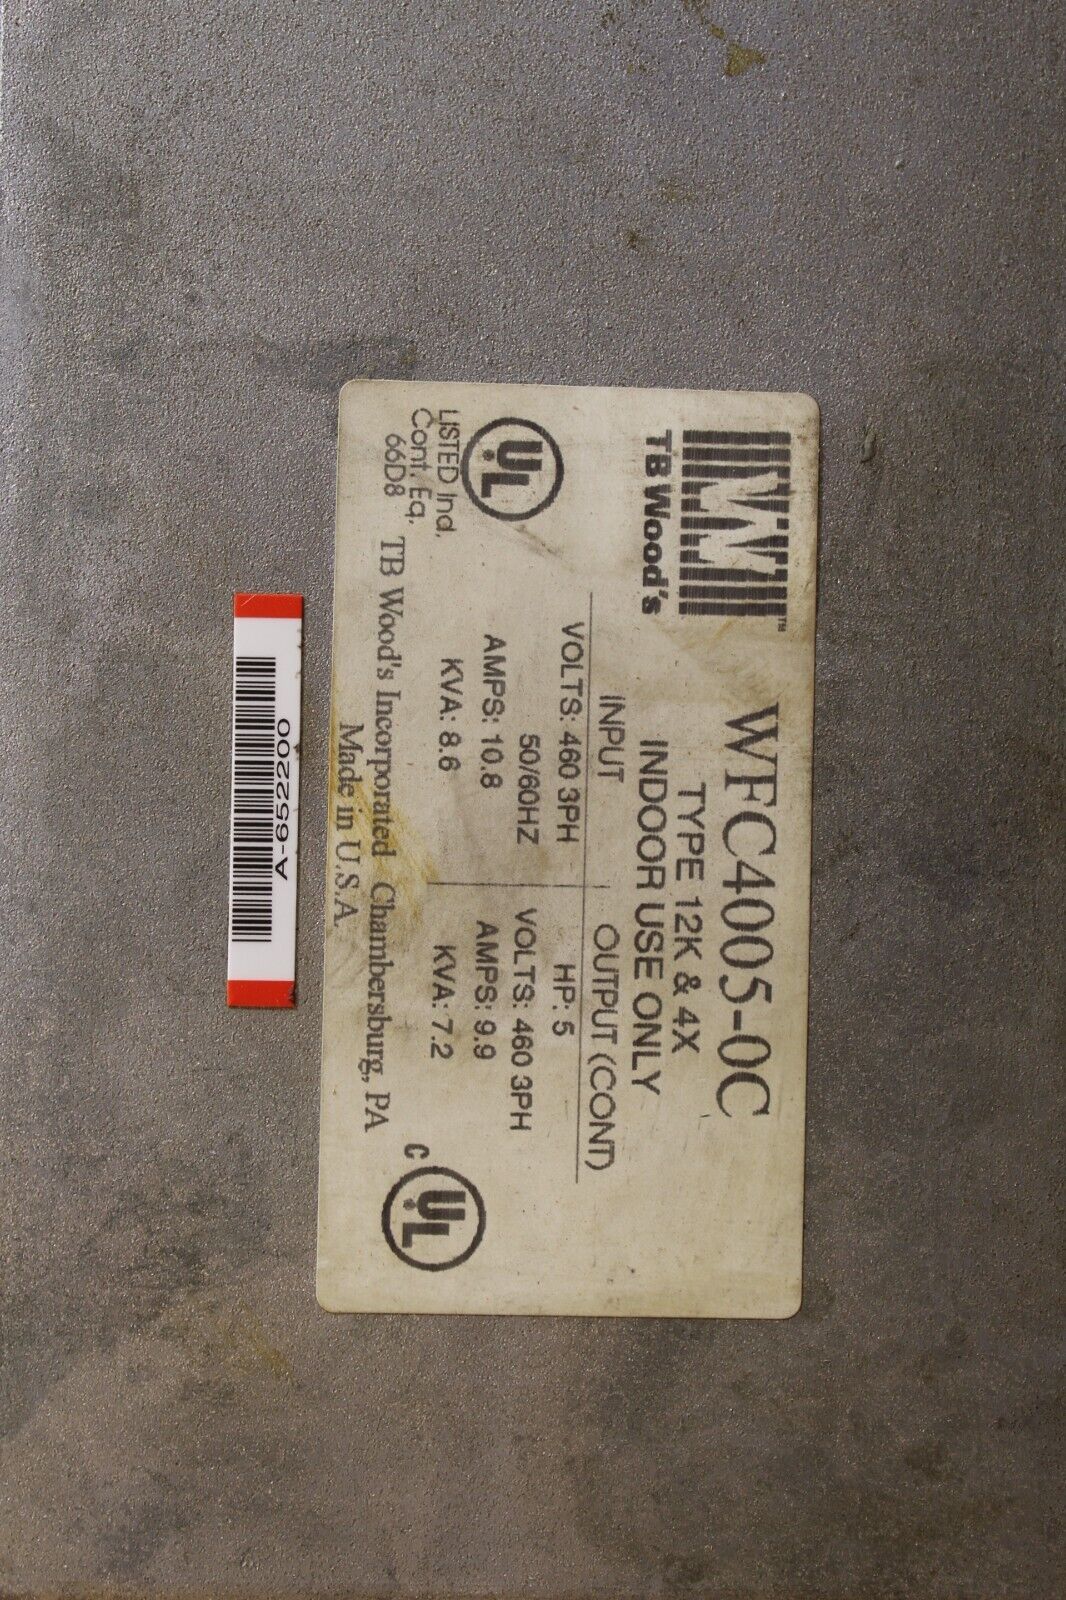 TB Wood's
TM
WFC4005-0C
TYPE 12K & 4X
INDOOR USE ONLY
INPUT
VOLTS: 460 3PH
50/60HZ
AMPS: 10.8
KVA: 8.6
OUTPUT (CONT)
HP: 5
VOLTS: 460 3PH
AMPS: 9.9
KVA: 7.2
UL
LISTED Ind.
Cont. Eq.
66D8
TB Wood's Incorporated Chambersburg, PA
Made in U.S.A.
C UL
A-652200